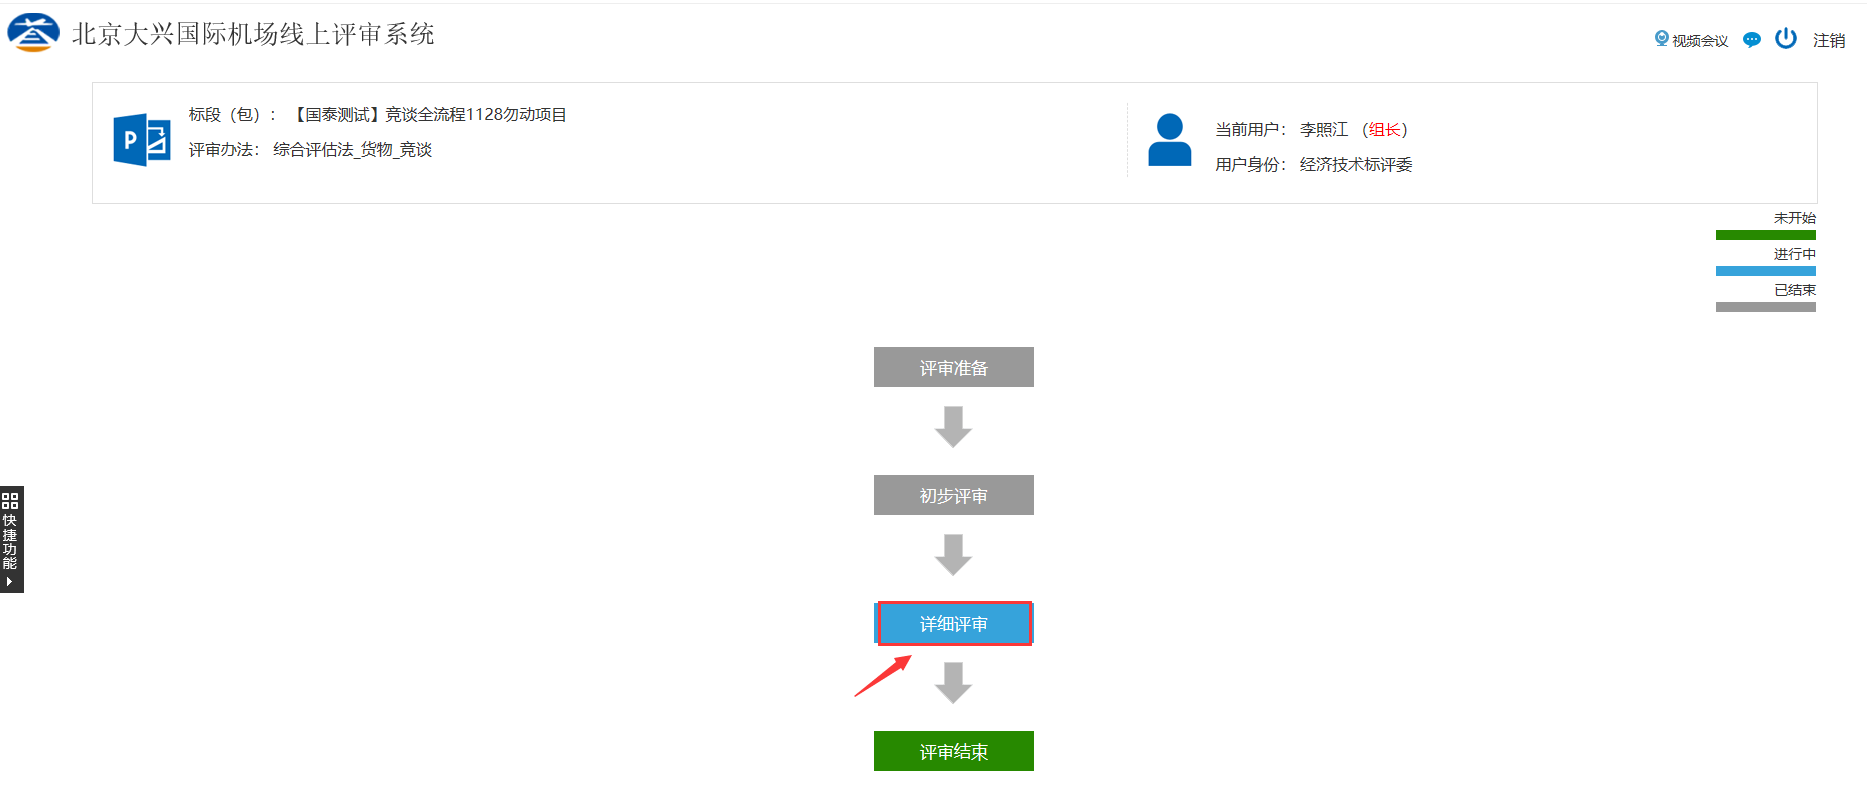 北京大兴国际机场线上评审系统
视频会议 注销
标段（包）： 【国泰测试】竞谈全流程1128勿动项目
评审办法： 综合评估法_货物_竞谈
当前用户： 李照江 （组长）
用户身份： 经济技术标评委
未开始
进行中
已结束
评审准备
初步评审
快捷功能
详细评审
评审结束